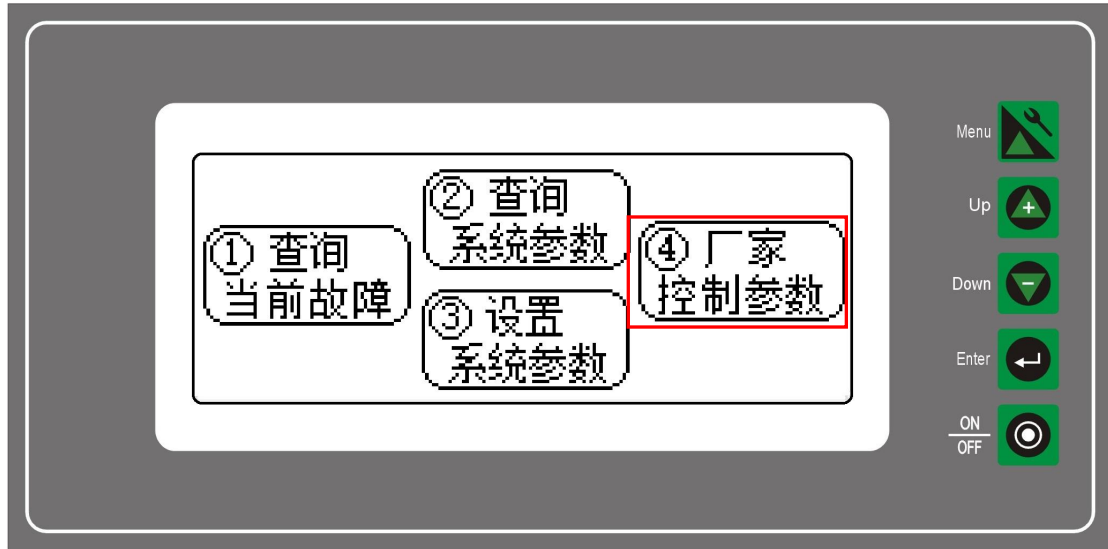 ① 查询
当前故障
② 查询
系统参数
③ 设置
系统参数
④ 厂家
控制参数
Menu
Up
Down
Enter
ON
OFF